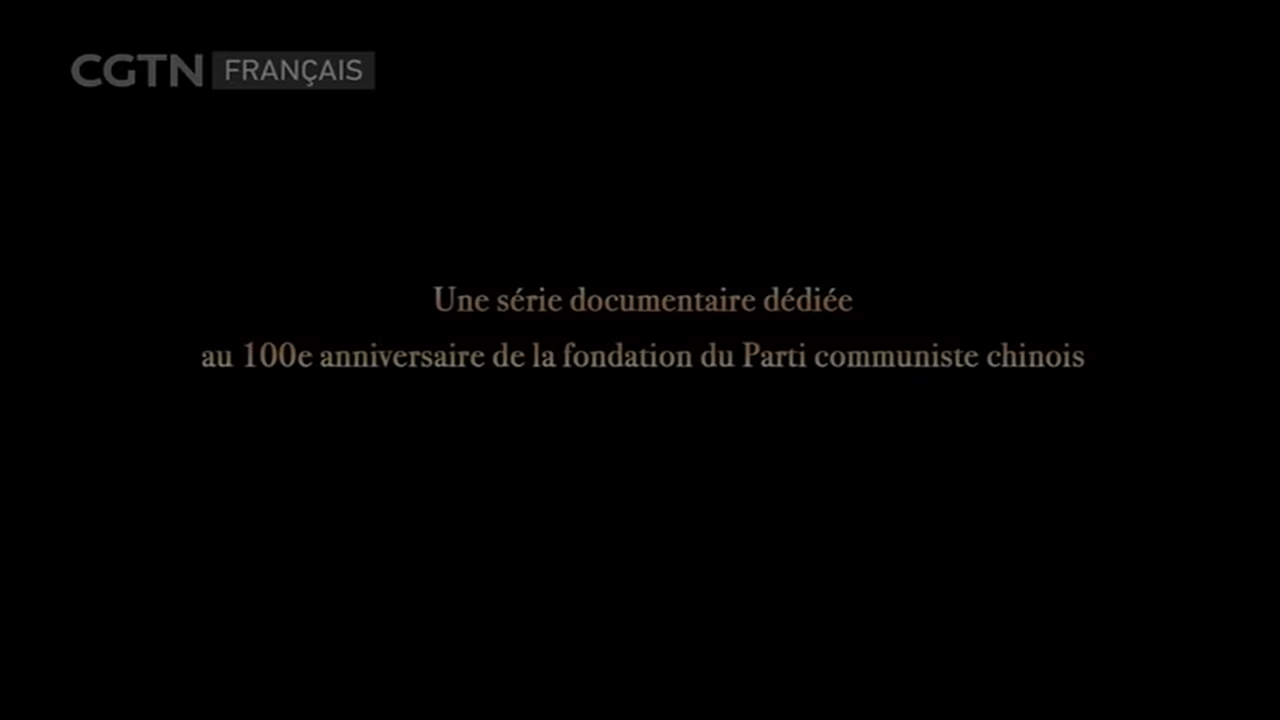 CGTN FRANÇAIS
Une série documentaire dédiée
au 100e anniversaire de la fondation du Parti communiste chinois